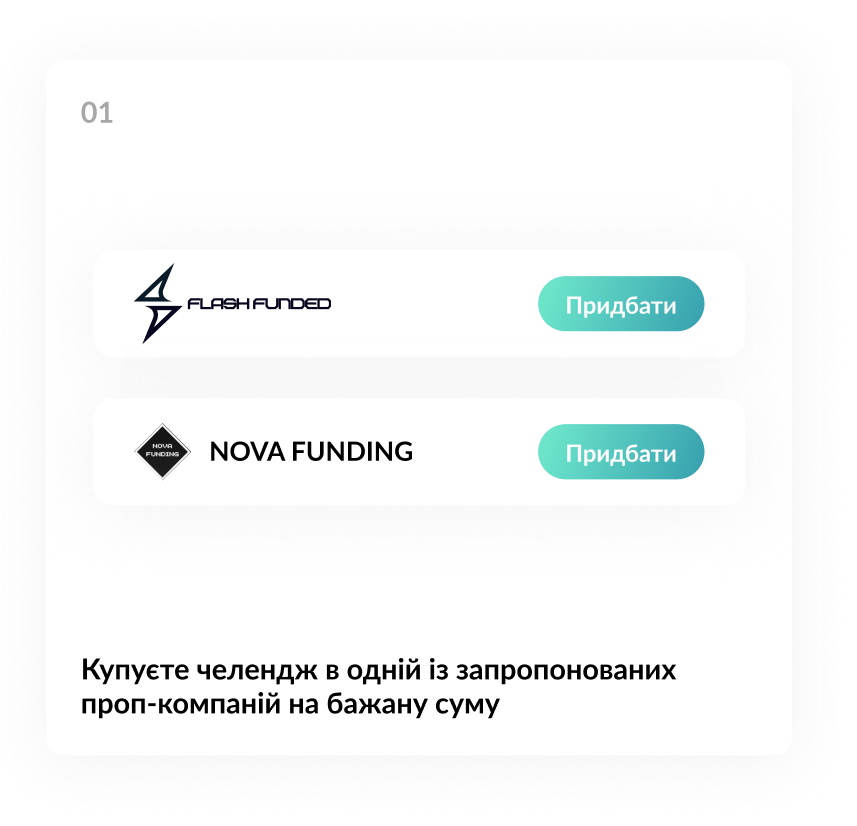 01
FLASH FUNDED
Придбати
NOVA
FUNDING
NOVA FUNDING
Придбати
Купуєте челендж в одній із запропонованих
проп-компаній на бажану суму